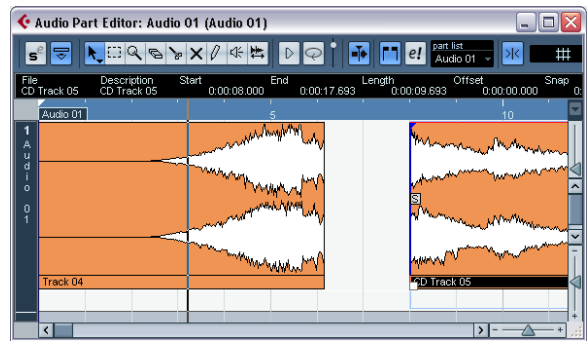 Audio Part Editor: Audio 01 (Audio 01)
s e e! part list
Audio 01
File Description Start End Length Offset Snap
CD Track 05 CD Track 05 0:00:08.000 0:00:17.693 0:00:09.693 0:00:00.000 0:
Audio 01 5 10
1
Audio 01
S
Track 04 CD Track 05